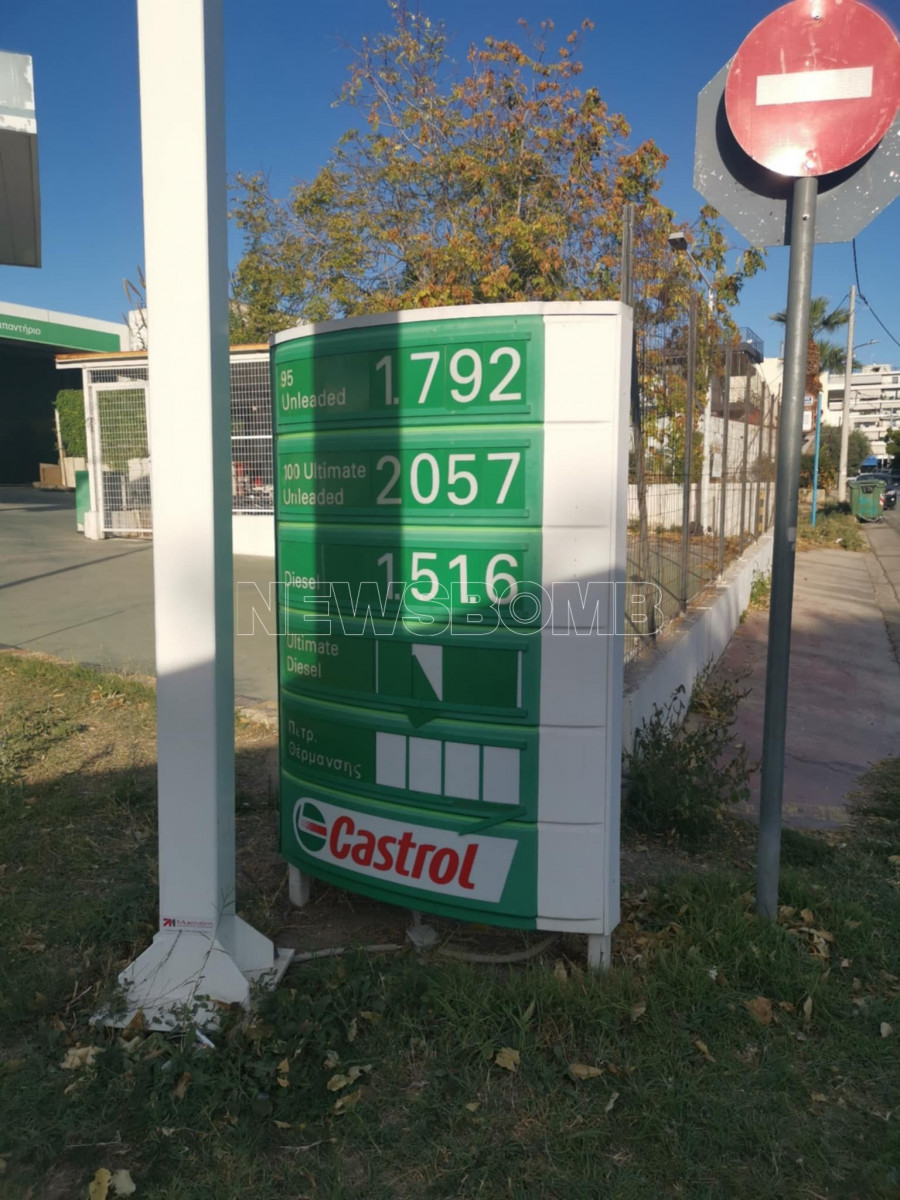 95
Unleaded
1.792
100 Ultimate
Unleaded
2057
Diesel
1.516
Ultimate
Diesel
Πετρ.
Θέρμανσης
Castrol
NEWSBOMB